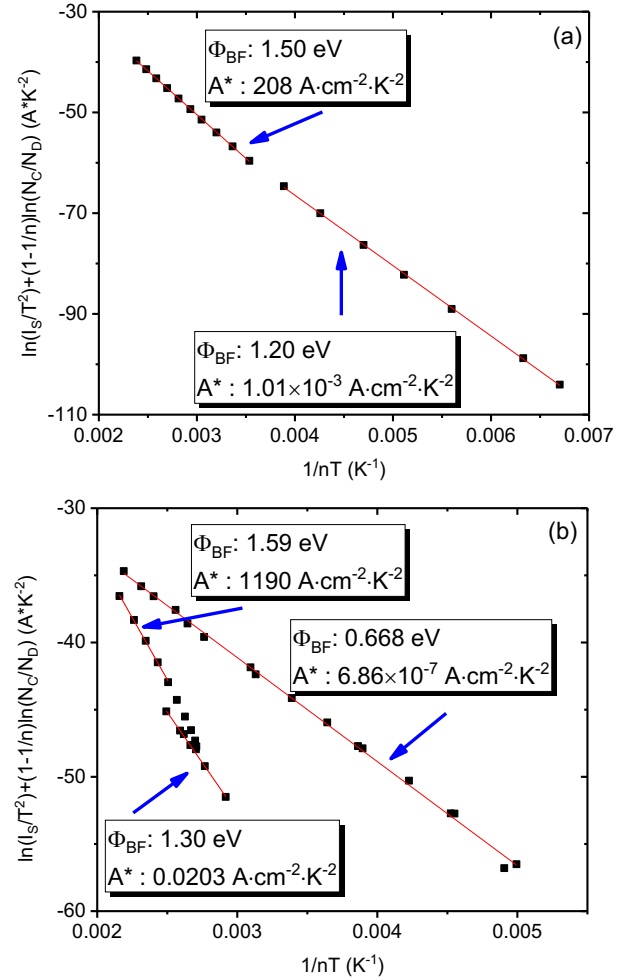 (a)
Φ_BF: 1.50 eV
A* : 208 A·cm⁻²·K⁻²
Φ_BF: 1.20 eV
A* : 1.01×10⁻³ A·cm⁻²·K⁻²
ln(I_S/T²)+(1-1/n)ln(N_C/N_D) (A*K⁻²)
-30
-50
-70
-90
-110
0.002 0.003 0.004 0.005 0.006 0.007
1/nT (K⁻¹)
(b)
Φ_BF: 1.59 eV
A* : 1190 A·cm⁻²·K⁻²
Φ_BF: 0.668 eV
A* : 6.86×10⁻⁷ A·cm⁻²·K⁻²
Φ_BF: 1.30 eV
A* : 0.0203 A·cm⁻²·K⁻²
ln(I_S/T²)+(1-1/n)ln(N_C/N_D) (A*K⁻²)
-30
-40
-50
-60
0.002 0.003 0.004 0.005
1/nT (K⁻¹)